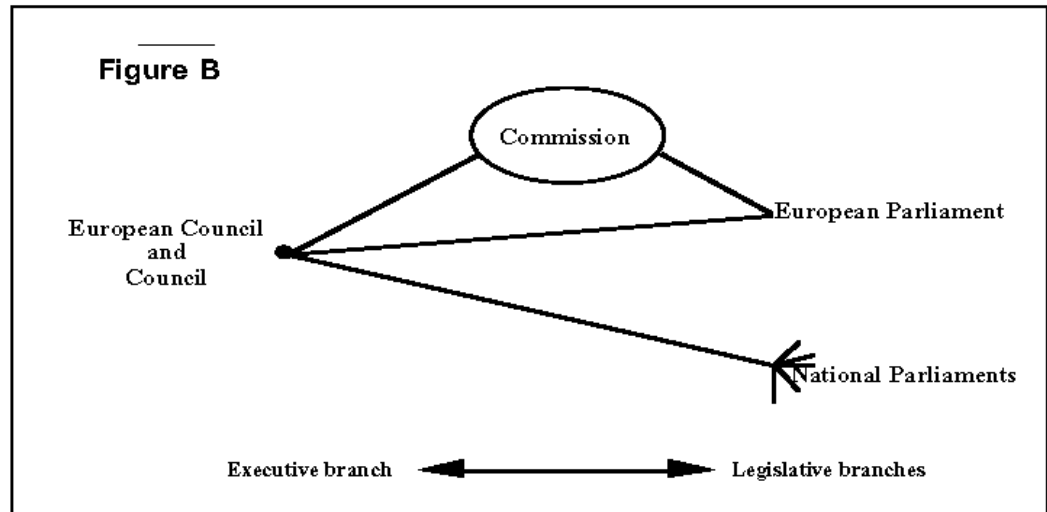 Figure B
Commission
European Parliament
European Council
and
Council
National Parliaments
Executive branch
Legislative branches